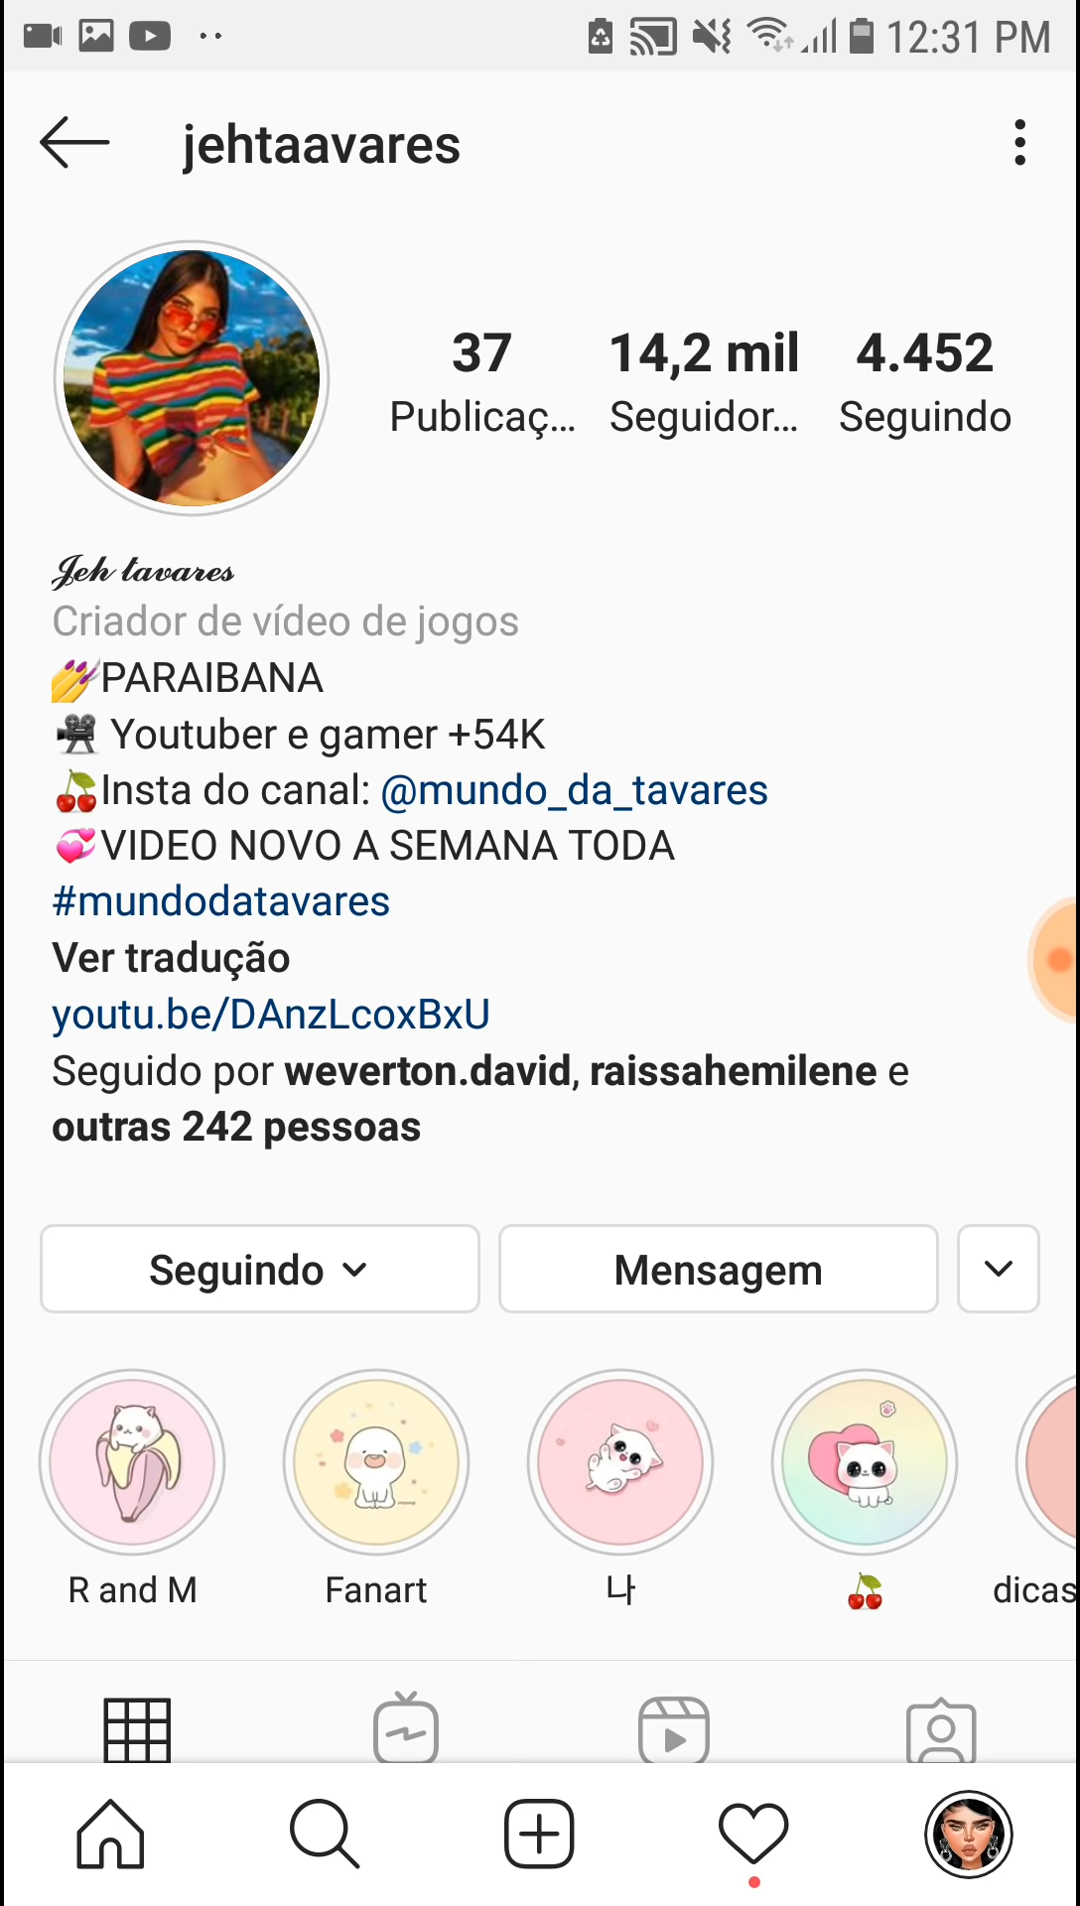 12:31 PM
jehtaavares
37 14,2 mil 4.452
Publicaç... Seguidor... Seguindo
Jeh tavares
Criador de vídeo de jogos
💅PARAIBANA
🎥 Youtuber e gamer +54K
🍒Insta do canal: @mundo_da_tavares
💞VIDEO NOVO A SEMANA TODA
#mundodatavares
Ver tradução
youtu.be/DAnzLcoxBxU
Seguido por weverton.david, raissahemilene e
outras 242 pessoas
Seguindo Mensagem
R and M Fanart 나 🍒 dicas